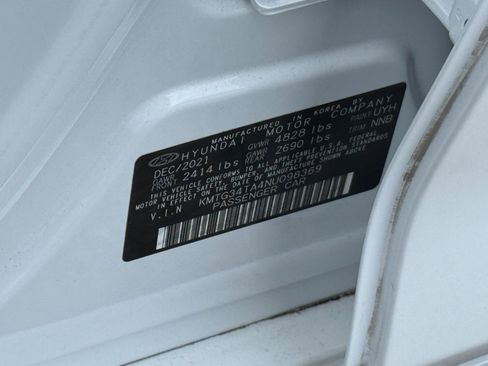 MANUFACTURED IN KOREA BY
HYUNDAI MOTOR COMPANY
DEC/2021 GVWR 4828 lbs PAINT UYH
GAWR FRONT 2414 lbs GAWR REAR 2690 lbs TRIM NNB
THIS VEHICLE CONFORMS TO ALL APPLICABLE U.S.A. FEDERAL
MOTOR VEHICLE SAFETY, BUMPER, AND THEFT PREVENTION STANDARDS
IN EFFECT ON THE DATE OF MANUFACTURE SHOWN ABOVE.
V.I.N KMTG34TA4NU098369
PASSENGER CAR